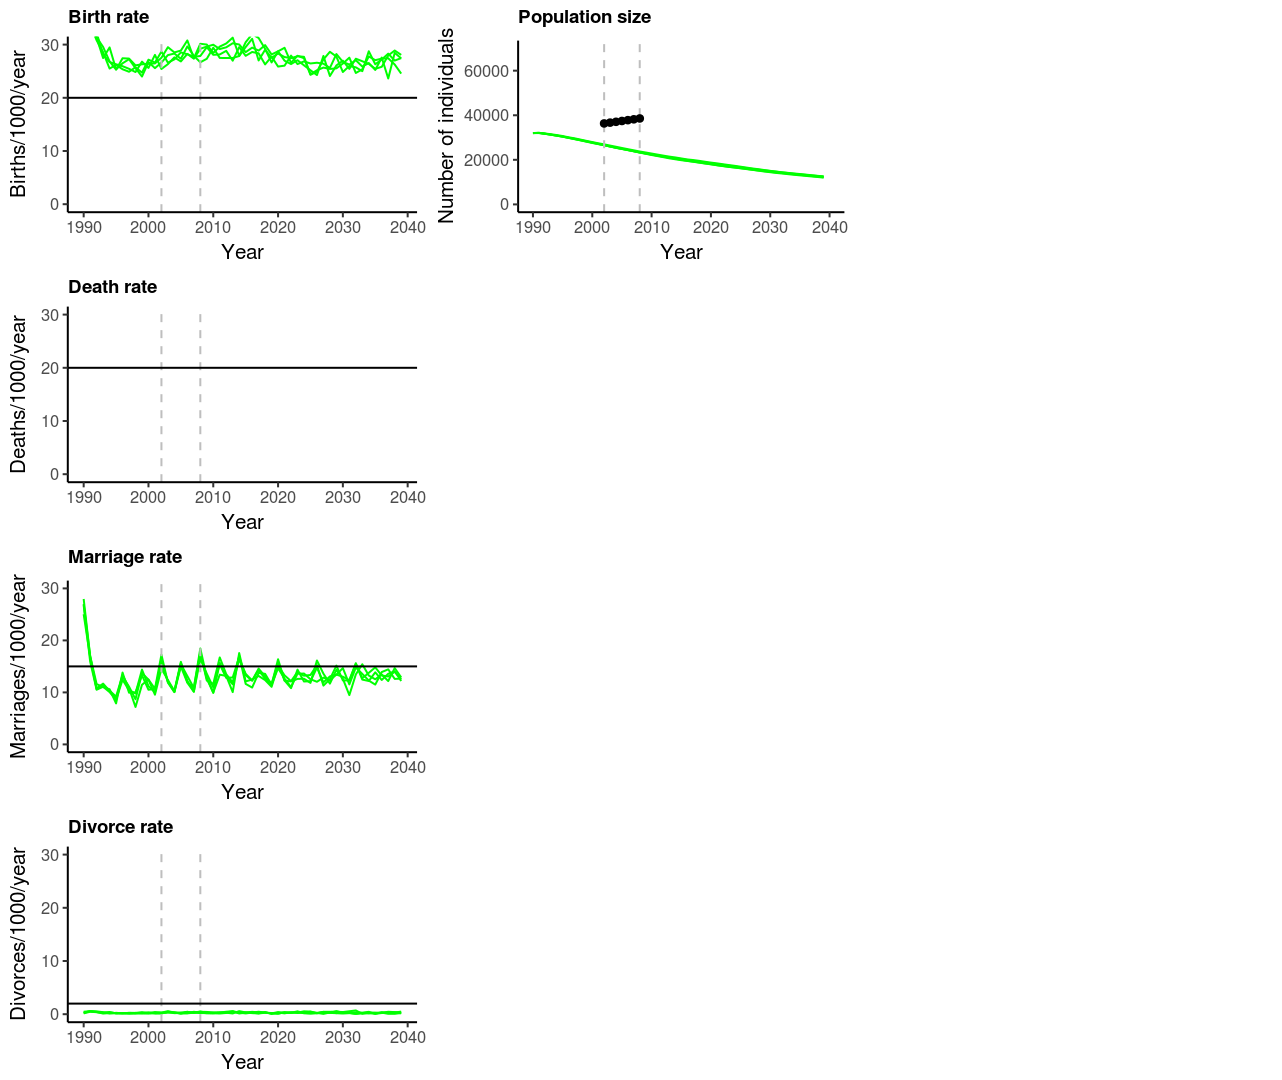 Birth rate
Births/1000/year
30
20
10
0
1990 2000 2010 2020 2030 2040
Year
Population size
Number of individuals
60000
40000
20000
0
1990 2000 2010 2020 2030 2040
Year
Death rate
Deaths/1000/year
30
20
10
0
1990 2000 2010 2020 2030 2040
Year
Marriage rate
Marriages/1000/year
30
20
10
0
1990 2000 2010 2020 2030 2040
Year
Divorce rate
Divorces/1000/year
30
20
10
0
1990 2000 2010 2020 2030 2040
Year